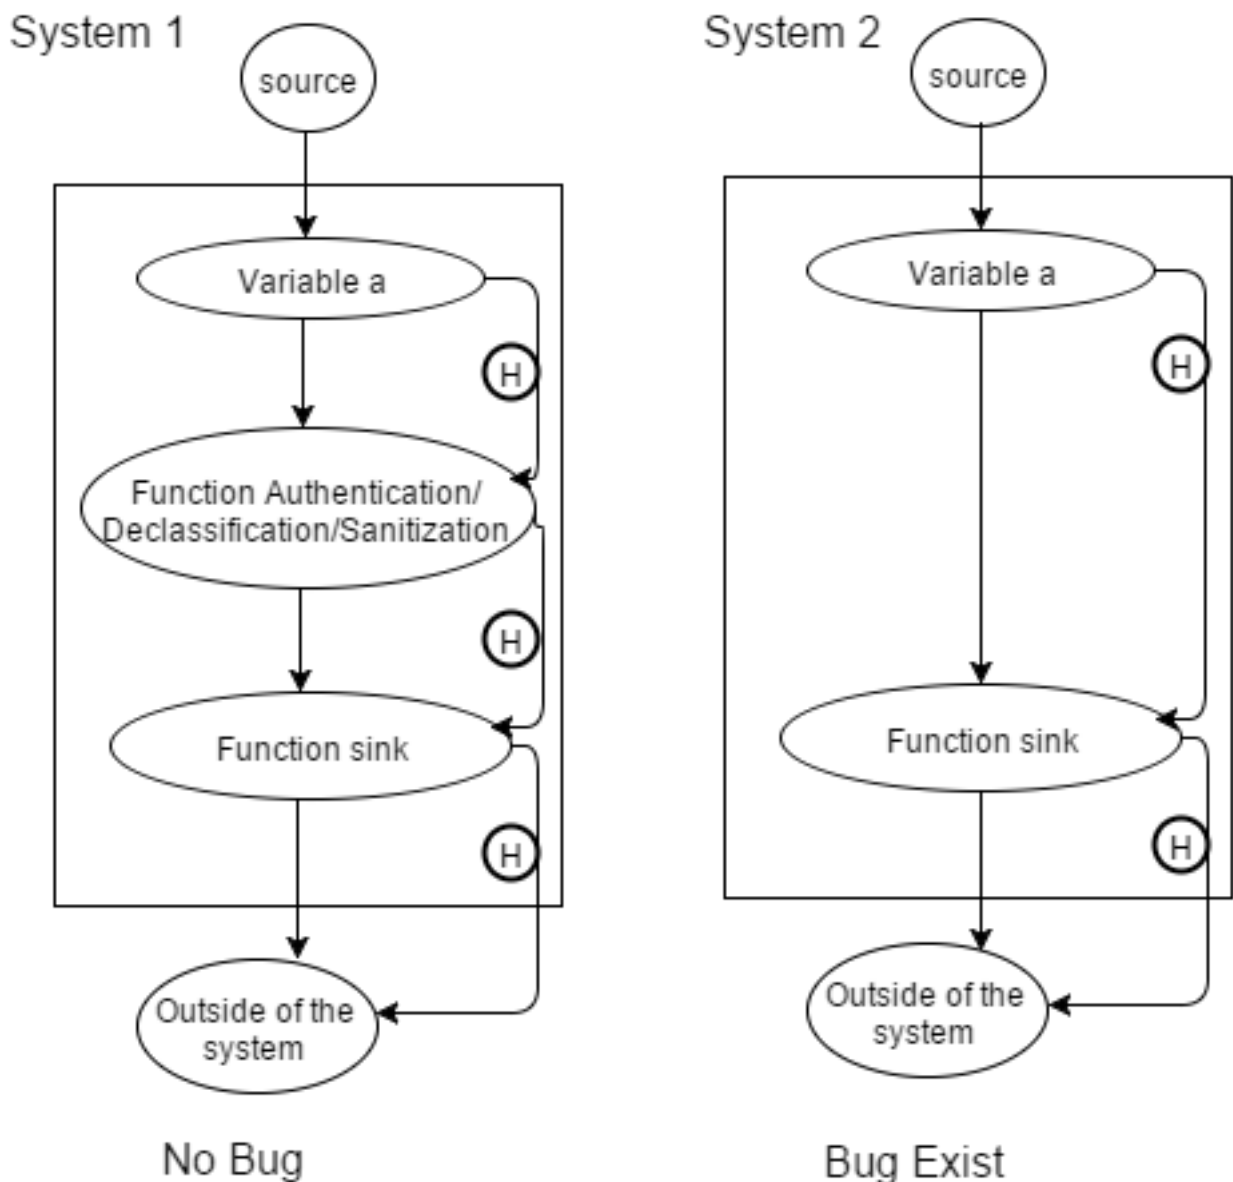 System 1
source
Variable a
H
Function Authentication/
Declassification/Sanitization
H
Function sink
H
Outside of the
system
No Bug
System 2
source
Variable a
H
Function sink
H
Outside of the
system
Bug Exist